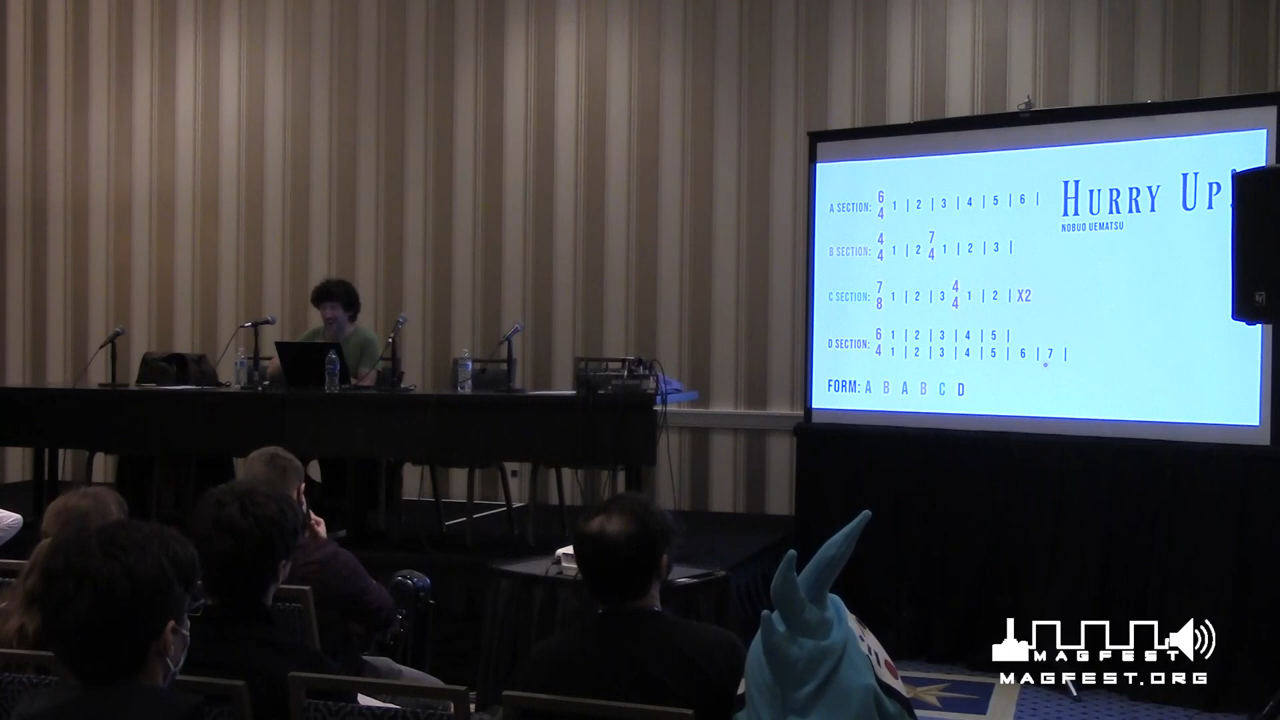 HURRY UP
NOBUO UEMATSU
A SECTION: 6/4 1 | 2 | 3 | 4 | 5 | 6 |
B SECTION: 4/4 1 | 2 7/4 1 | 2 | 3 |
C SECTION: 7/8 1 | 2 | 3 4/4 1 | 2 | X2
D SECTION: 6/4 1 | 2 | 3 | 4 | 5 |
1 | 2 | 3 | 4 | 5 | 6 | 7 |
FORM: A B A B C D
MAGFEST
MAGFEST.ORG